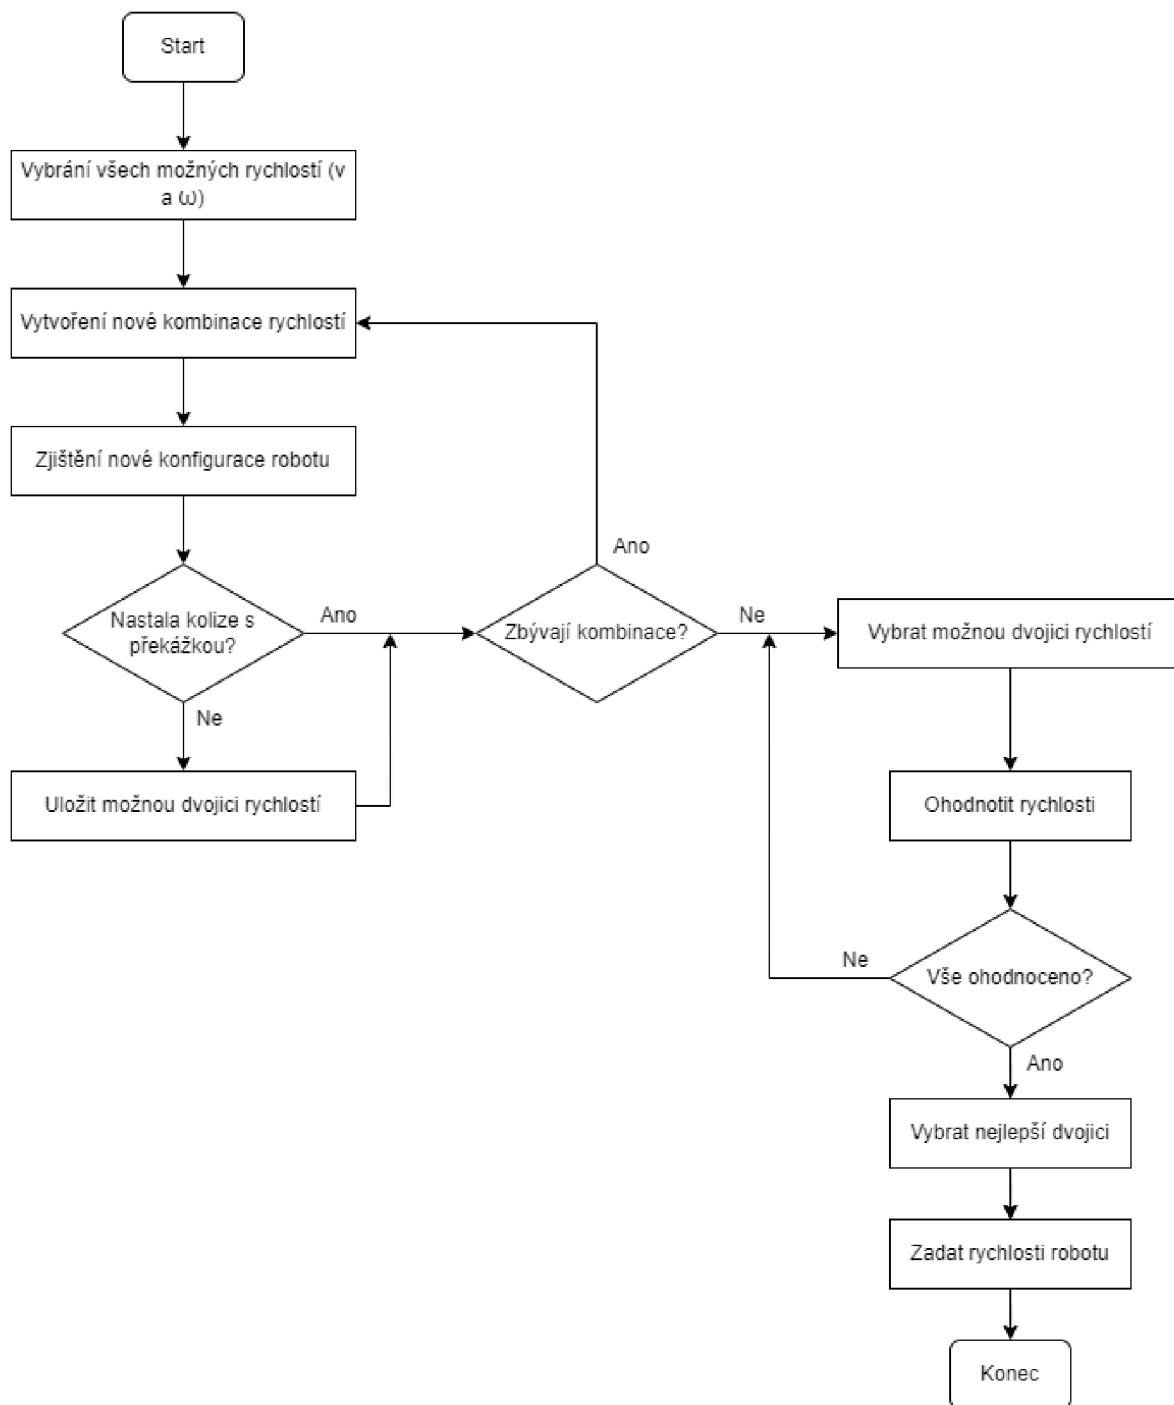 Start
Vybrání všech možných rychlostí (v
a ω)
Vytvoření nové kombinace rychlostí
Zjištění nové konfigurace robotu
Nastala kolize s
překážkou?
Ano
Ne
Uložit možnou dvojici rychlostí
Zbývají kombinace?
Ano
Ne
Vybrat možnou dvojici rychlostí
Ohodnotit rychlosti
Vše ohodnoceno?
Ne
Ano
Vybrat nejlepší dvojici
Zadat rychlosti robotu
Konec